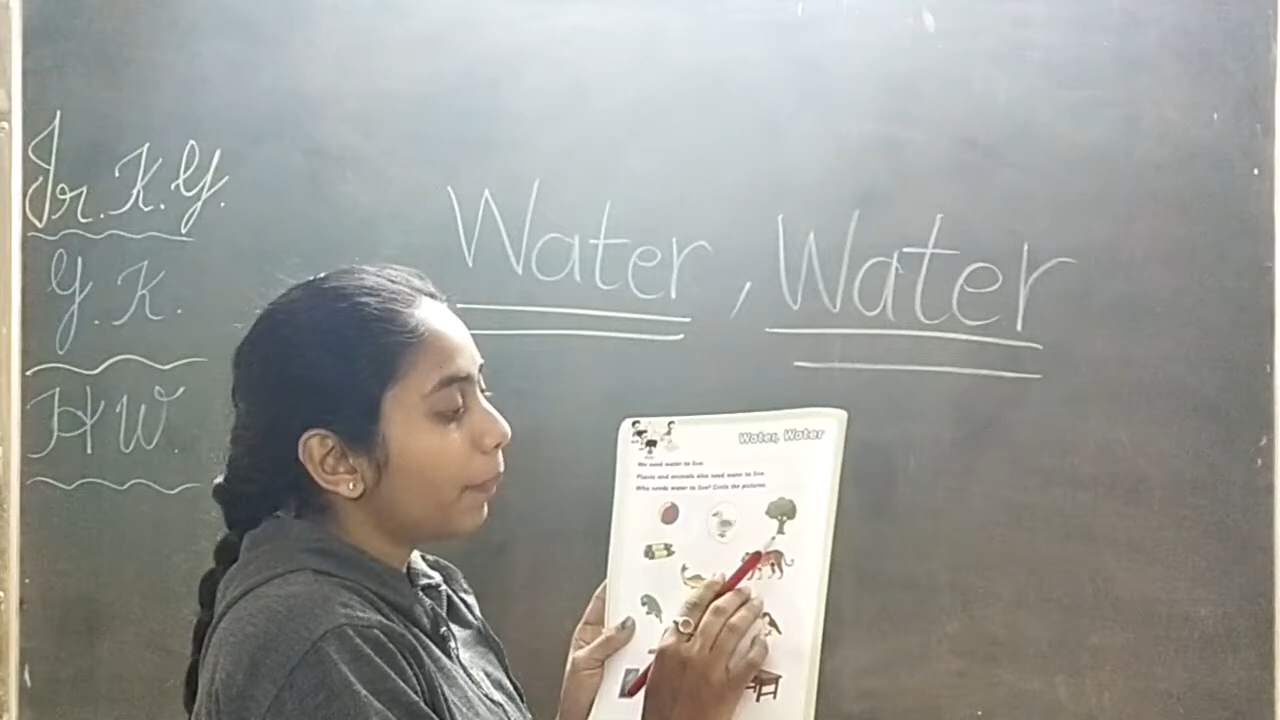 Jr. K. G.
G. K.
H W.
Water, Water
Water, Water
We need water to live
Plants and animals also need water to live
Who needs water to live? Circle the pictures